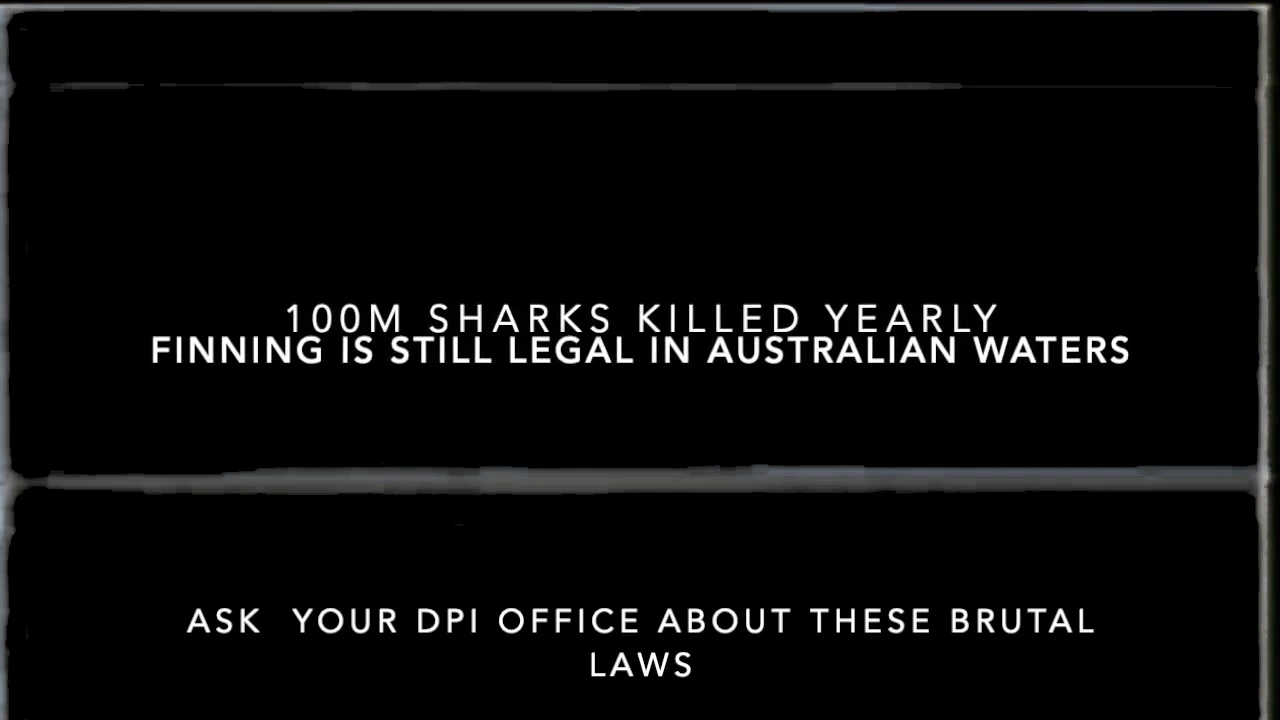 100M SHARKS KILLED YEARLY
FINNING IS STILL LEGAL IN AUSTRALIAN WATERS
ASK YOUR DPI OFFICE ABOUT THESE BRUTAL
LAWS